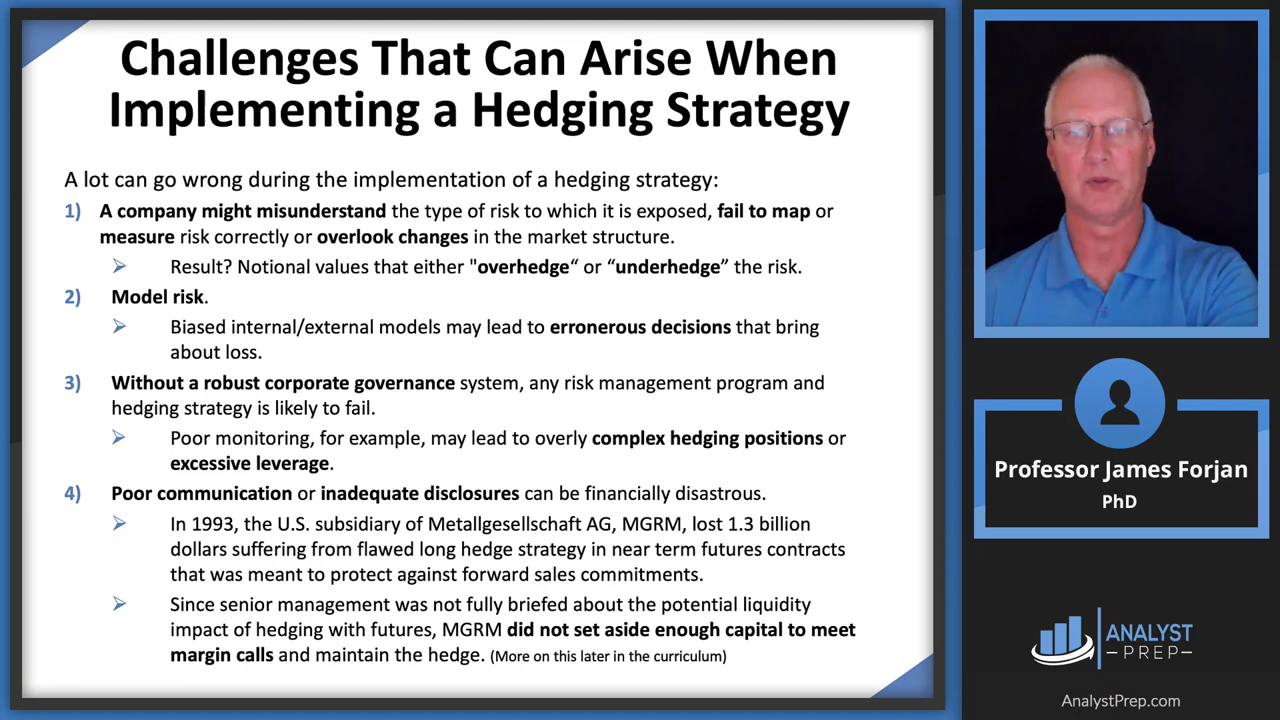 Challenges That Can Arise When
Implementing a Hedging Strategy
A lot can go wrong during the implementation of a hedging strategy:
1) A company might misunderstand the type of risk to which it is exposed, fail to map or
measure risk correctly or overlook changes in the market structure.
➢ Result? Notional values that either "overhedge“ or “underhedge” the risk.
2) Model risk.
➢ Biased internal/external models may lead to erronerous decisions that bring
about loss.
3) Without a robust corporate governance system, any risk management program and
hedging strategy is likely to fail.
➢ Poor monitoring, for example, may lead to overly complex hedging positions or
excessive leverage.
4) Poor communication or inadequate disclosures can be financially disastrous.
➢ In 1993, the U.S. subsidiary of Metallgesellschaft AG, MGRM, lost 1.3 billion
dollars suffering from flawed long hedge strategy in near term futures contracts
that was meant to protect against forward sales commitments.
➢ Since senior management was not fully briefed about the potential liquidity
impact of hedging with futures, MGRM did not set aside enough capital to meet
margin calls and maintain the hedge. (More on this later in the curriculum)
Professor James Forjan
PhD
ANALYST
–PREP–
AnalystPrep.com